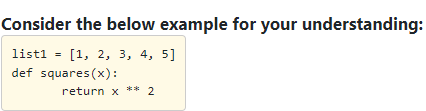 Consider the below example for your understanding:
list1 = [1, 2, 3, 4, 5]
def squares(x):
       return x ** 2